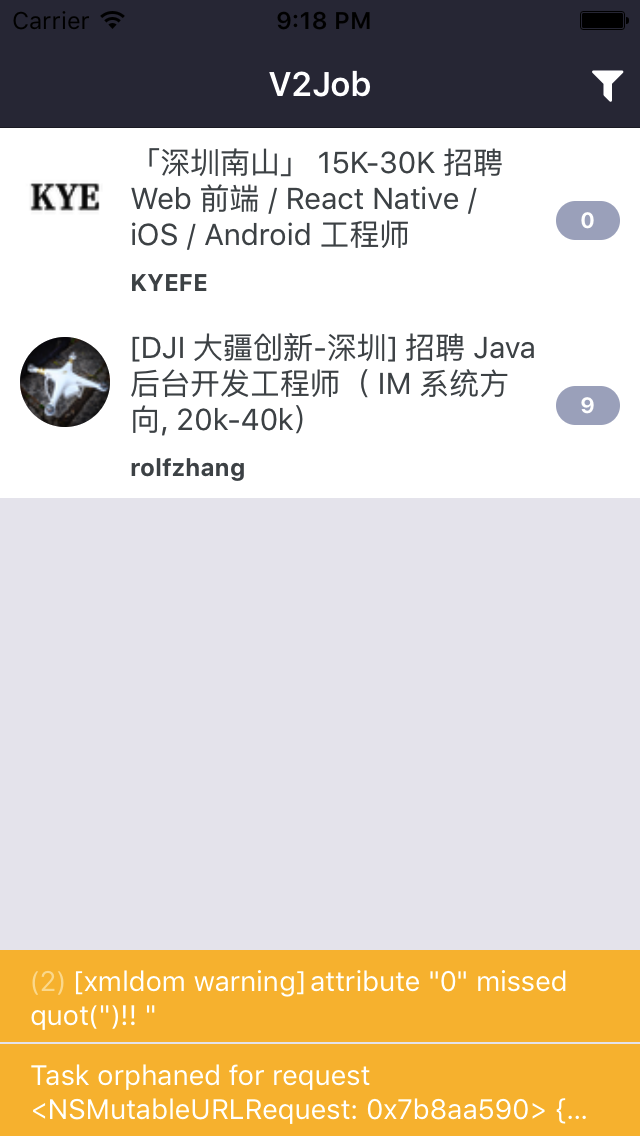 Carrier 9:18 PM
V2Job
KYE
「深圳南山」 15K-30K 招聘
Web 前端 / React Native /
iOS / Android 工程师
0
KYEFE
[DJI 大疆创新-深圳] 招聘 Java
后台开发工程师（ IM 系统方
向, 20k-40k）
9
rolfzhang
(2) [xmldom warning] attribute "0" missed
quot(")!! "
Task orphaned for request
<NSMutableURLRequest: 0x7b8aa590> {...